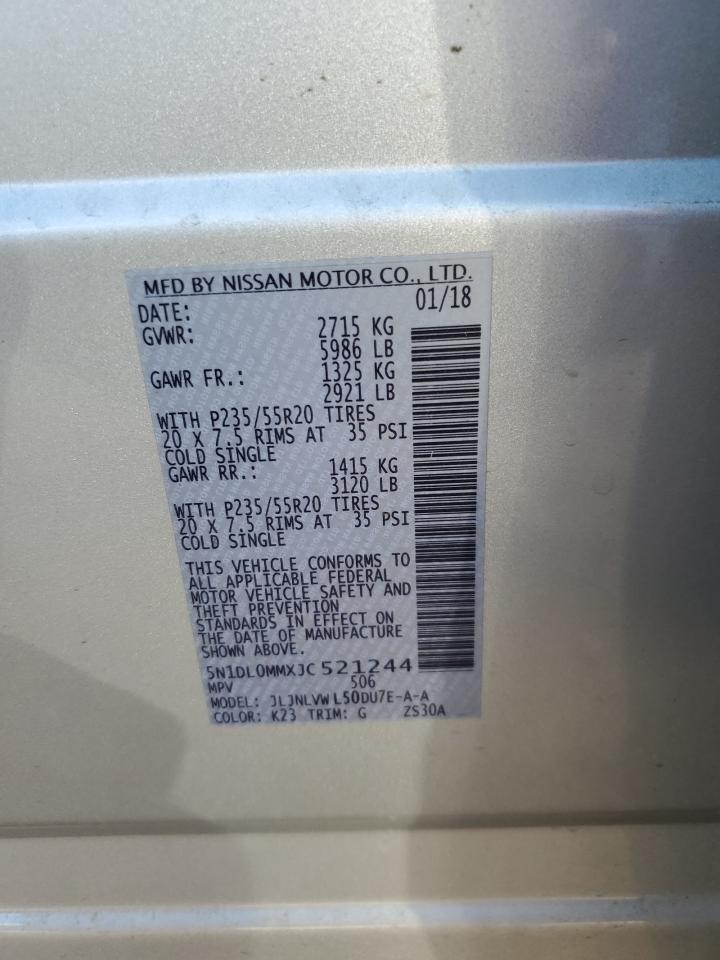 MFD BY NISSAN MOTOR CO., LTD.
DATE: 01/18
GVWR: 2715 KG
5986 LB
GAWR FR.: 1325 KG
2921 LB
WITH P235/55R20 TIRES
20 X 7.5 RIMS AT 35 PSI
COLD SINGLE
GAWR RR.: 1415 KG
3120 LB
WITH P235/55R20 TIRES
20 X 7.5 RIMS AT 35 PSI
COLD SINGLE
THIS VEHICLE CONFORMS TO
ALL APPLICABLE FEDERAL
MOTOR VEHICLE SAFETY AND
THEFT PREVENTION
STANDARDS IN EFFECT ON
THE DATE OF MANUFACTURE
SHOWN ABOVE.
5N1DL0MMXJC521244
MPV 506
MODEL: JLJNLVW L50DU7E-A-A
COLOR: K23 TRIM: G ZS30A